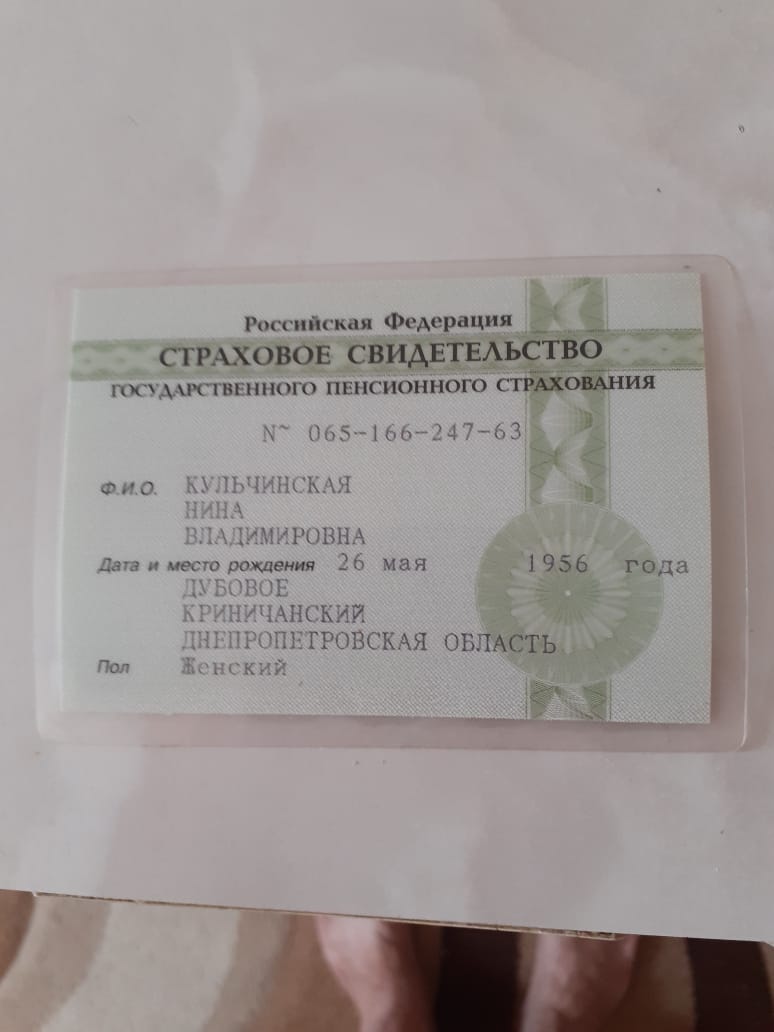 Российская Федерация
СТРАХОВОЕ СВИДЕТЕЛЬСТВО
ГОСУДАРСТВЕННОГО ПЕНСИОННОГО СТРАХОВАНИЯ
N~ 065-166-247-63
Ф.И.О. КУЛЬЧИНСКАЯ
НИНА
ВЛАДИМИРОВНА
Дата и место рождения 26 мая 1956 года
ДУБОВОЕ
КРИНИЧАНСКИЙ
ДНЕПРОПЕТРОВСКАЯ ОБЛАСТЬ
Пол Женский